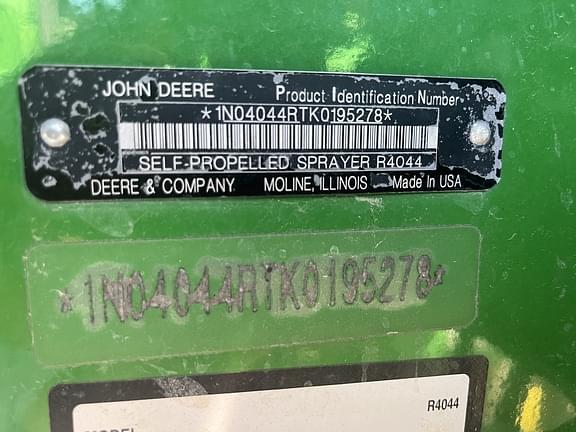 JOHN DEERE Product Identification Number
*1N04044RTK0195278*
SELF-PROPELLED SPRAYER R4044
DEERE & COMPANY MOLINE, ILLINOIS Made In USA
*1N04044RTK0195278*
R4044
MODEL